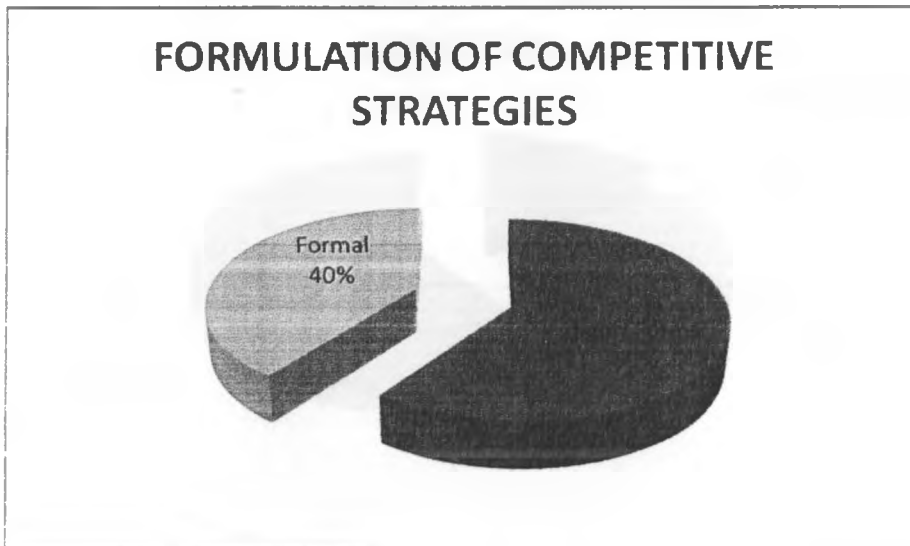 FORMULATION OF COMPETITIVE
STRATEGIES
Formal
40%